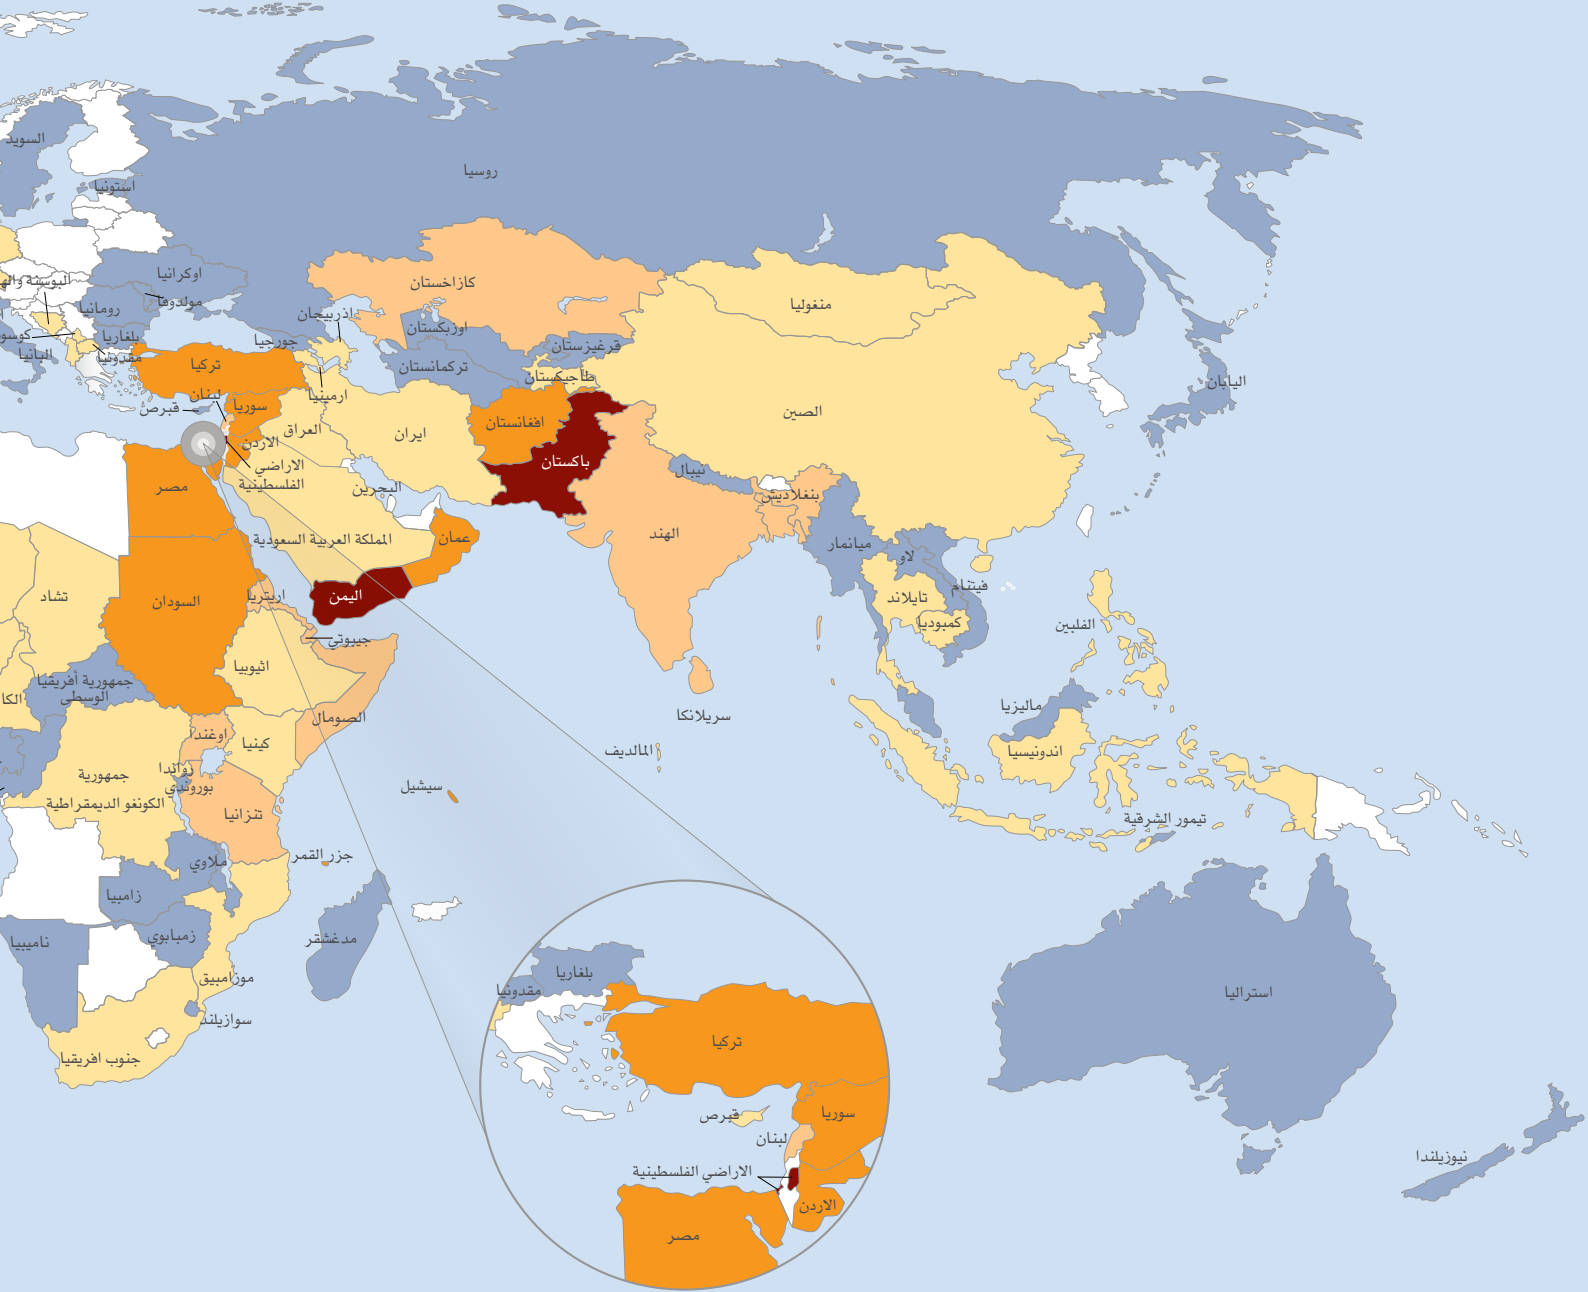 السويد
روسيا
استونيا
اوكرانيا
البوسنة واله
كازاخستان
مولدوفا
منغوليا
رومانيا
اذربيجان
اوزبكستان
بلغاريا
كوسو
جورجيا
قرغيزستان
البانيا
مقدونيا
تركيا
تركمانستان
طاجيكستان
اليابان
لبنان
ارمينيا
قبرص
سوريا
الصين
افغانستان
العراق
ايران
الاردن
باكستان
الاراضي
الفلسطينية
نيبال
مصر
البحرين
بنغلاديش
الهند
عمان
المملكة العربية السعودية
ميانمار
لاو
فيتنام
تشاد
السودان
اريتريا
اليمن
تايلاند
كمبوديا
الفلبين
جيبوتي
اثيوبيا
جمهورية أفريقيا
الوسطى
الكا
ماليزيا
الصومال
سريلانكا
اوغندا
كينيا
المالديف
اندونيسيا
رواندا
جمهورية
الكونغو الديمقراطية
بوروندي
سيشيل
تنزانيا
تيمور الشرقية
جزر القمر
ملاوي
زامبيا
زمبابوي
مدغشقر
ناميبيا
موزامبيق
سوازيلند
جنوب افريقيا
استراليا
نيوزيلندا
بلغاريا
مقدونيا
تركيا
سوريا
قبرص
لبنان
الاراضي الفلسطينية
الاردن
مصر